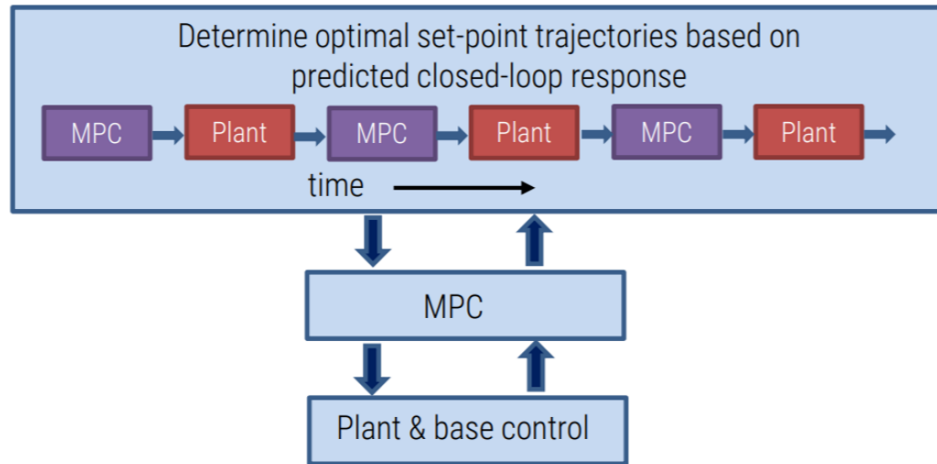 Determine optimal set-point trajectories based on
predicted closed-loop response
MPC Plant MPC Plant MPC Plant
time
MPC
Plant & base control